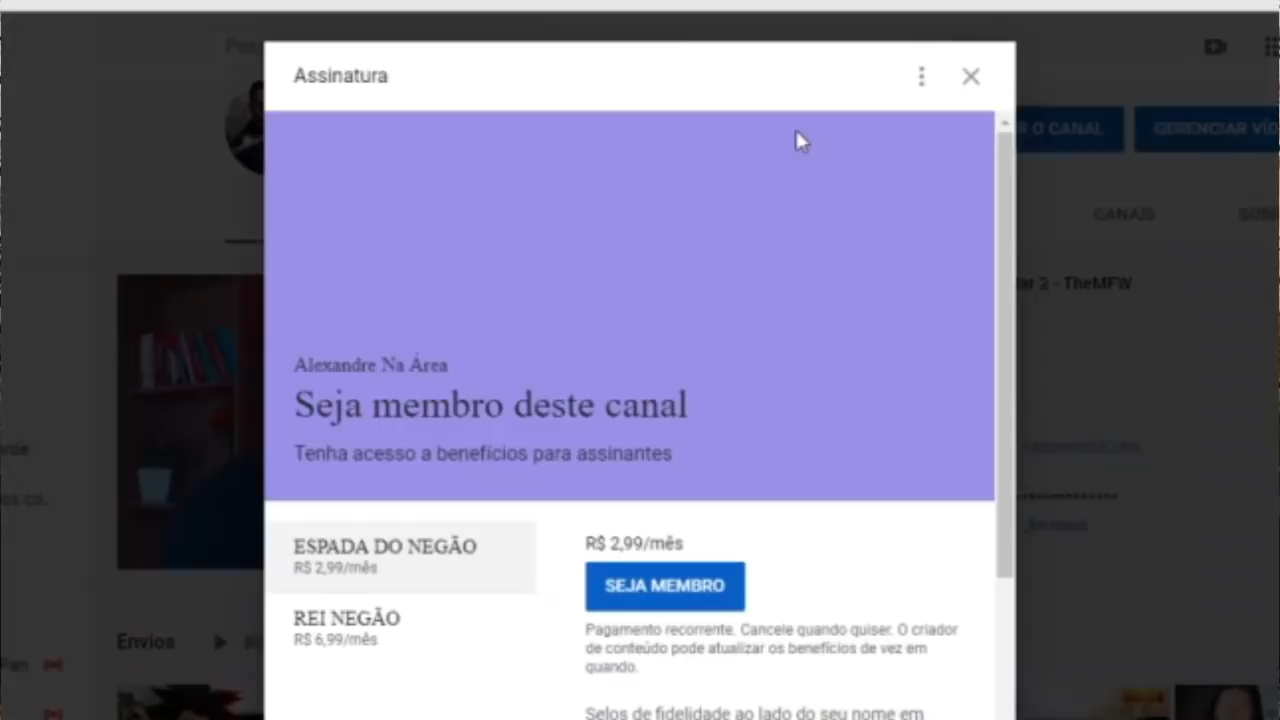 Assinatura
R O CANAL
GERENCIAR VÍD
CANAIS
ar 2 - TheMFW
Alexandre Na Área
Seja membro deste canal
Tenha acesso a benefícios para assinantes
ESPADA DO NEGÃO
R$ 2,99/mês
REI NEGÃO
R$ 6,99/mês
R$ 2,99/mês
SEJA MEMBRO
Pagamento recorrente. Cancele quando quiser. O criador
de conteúdo pode atualizar os benefícios de vez em
quando.
Selos de fidelidade ao lado do seu nome em
Envios